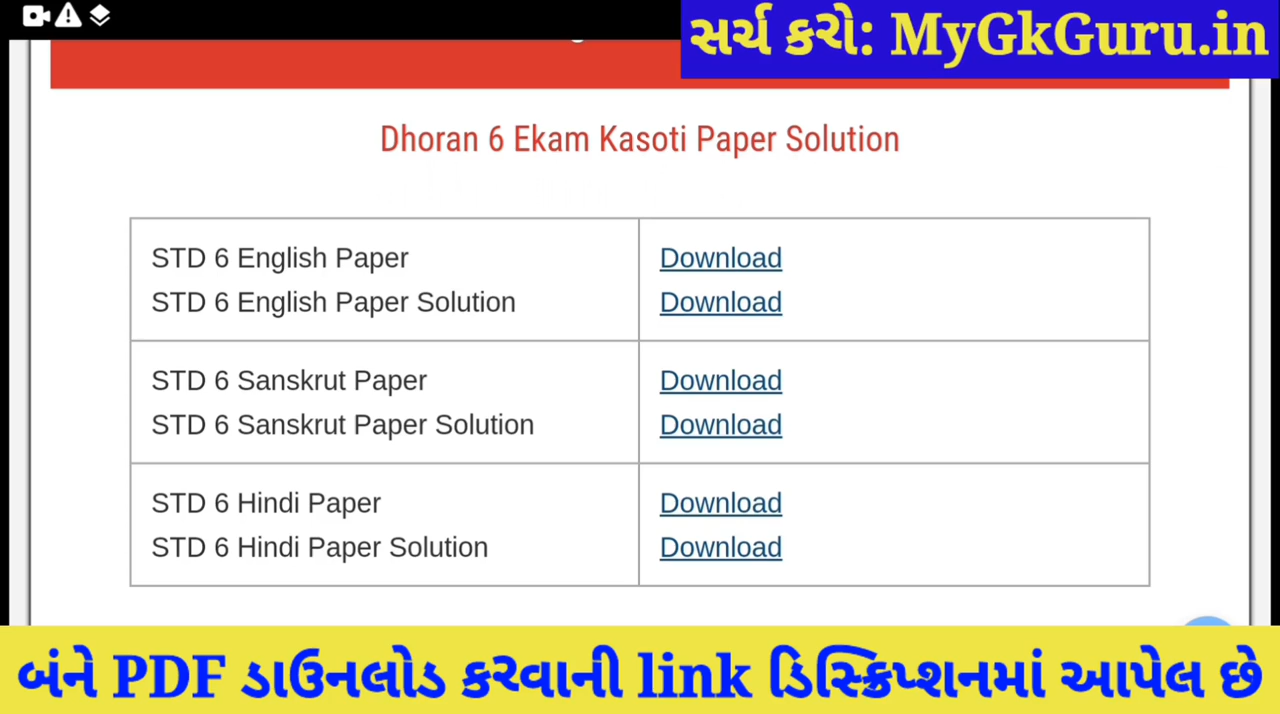 સર્ચ કરો: MyGkGuru.in
Dhoran 6 Ekam Kasoti Paper Solution
STD 6 English Paper Download
STD 6 English Paper Solution Download
STD 6 Sanskrut Paper Download
STD 6 Sanskrut Paper Solution Download
STD 6 Hindi Paper Download
STD 6 Hindi Paper Solution Download
બંને PDF ડાઉનલોડ કરવાની link ડિસ્ક્રિપ્શનમાં આપેલ છે